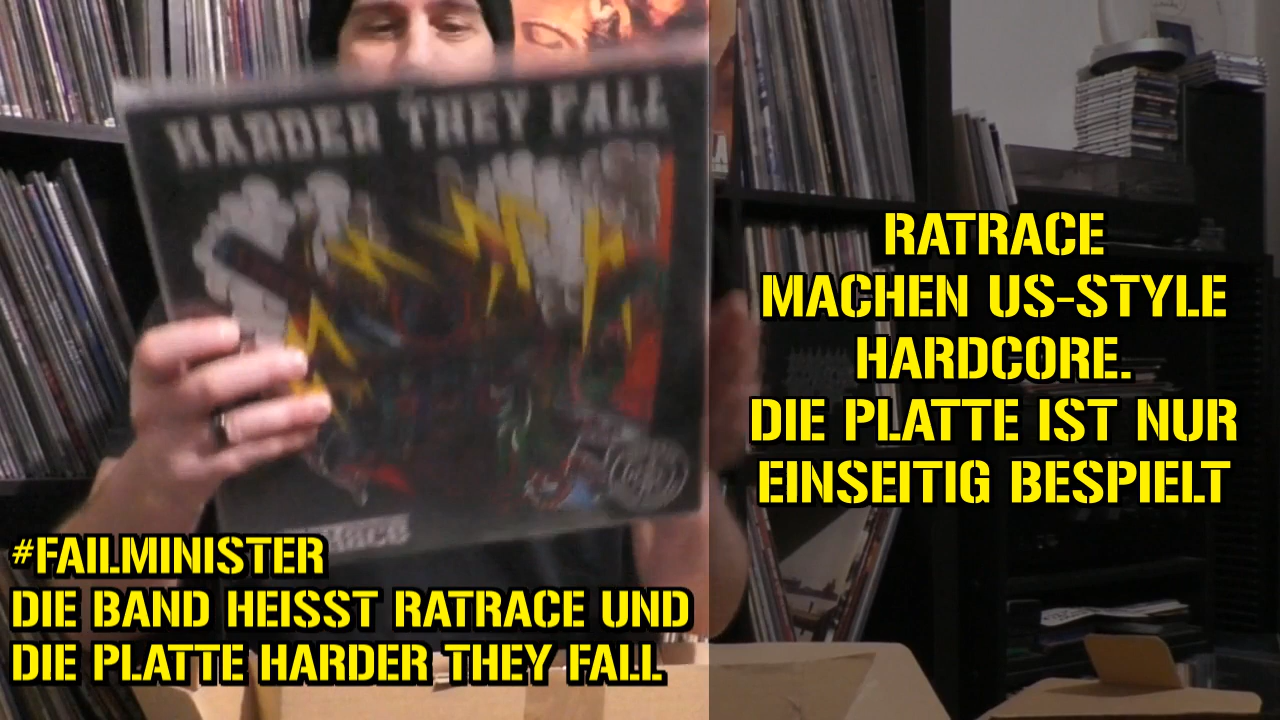 HARDER THEY FALL
RATRACE
MACHEN US-STYLE
HARDCORE.
DIE PLATTE IST NUR
EINSEITIG BESPIELT
#FAILMINISTER
DIE BAND HEISST RATRACE UND
DIE PLATTE HARDER THEY FALL